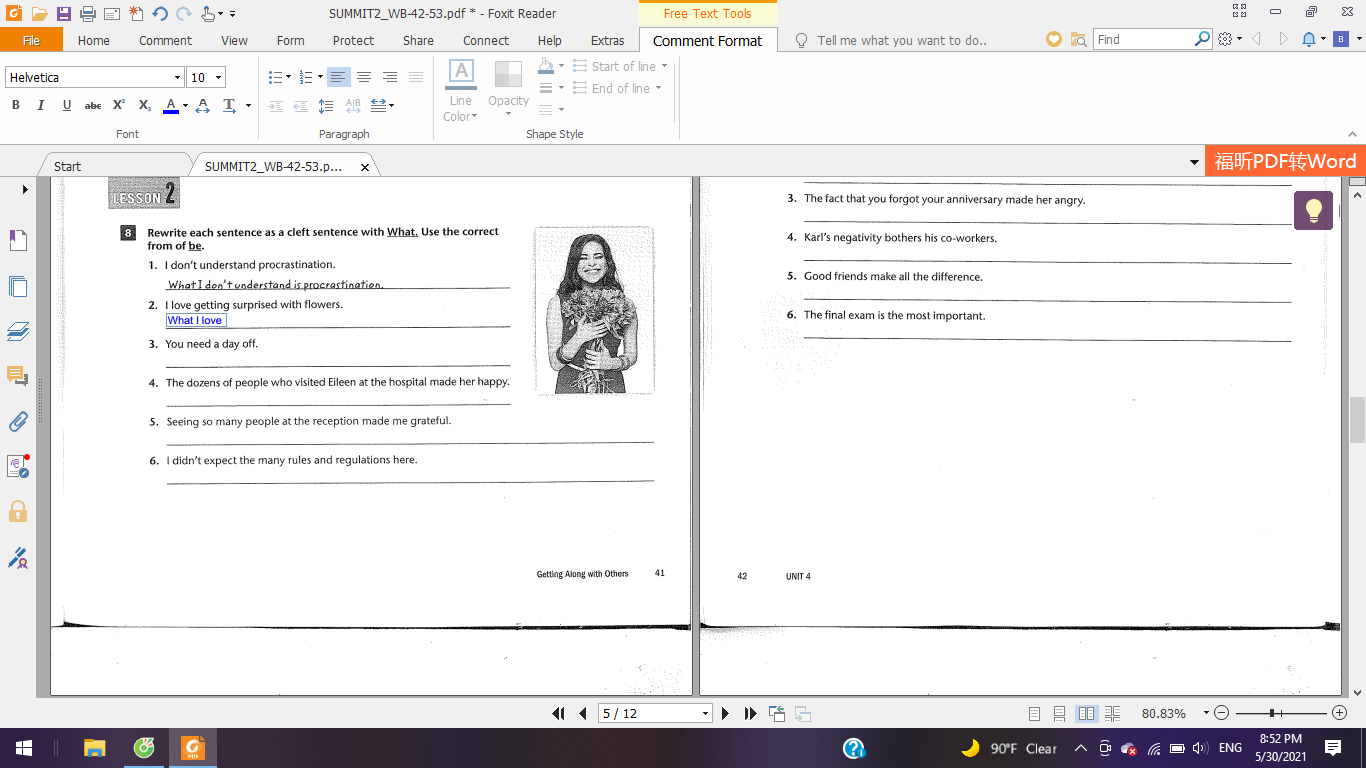 SUMMIT2_WB-42-53.pdf * - Foxit Reader
Free Text Tools
File
Home
Comment
View
Form
Protect
Share
Connect
Help
Extras
Comment Format
Tell me what you want to do..
Find
B
Helvetica
10
Line
Color
Opacity
Start of line
End of line
Font
Paragraph
Shape Style
Start
SUMMIT2_WB-42-53.p...
福昕PDF转Word
LESSON 2
8 Rewrite each sentence as a cleft sentence with What. Use the correct
from of be.
1. I don't understand procrastination.
What I don't understand is procrastination.
2. I love getting surprised with flowers.
What I love
3. You need a day off.
4. The dozens of people who visited Eileen at the hospital made her happy.
5. Seeing so many people at the reception made me grateful.
6. I didn't expect the many rules and regulations here.
Getting Along with Others 41
3. The fact that you forgot your anniversary made her angry.
4. Karl's negativity bothers his co-workers.
5. Good friends make all the difference.
6. The final exam is the most important.
42 UNIT 4
5 / 12
80.83%
90°F Clear
ENG
8:52 PM
5/30/2021